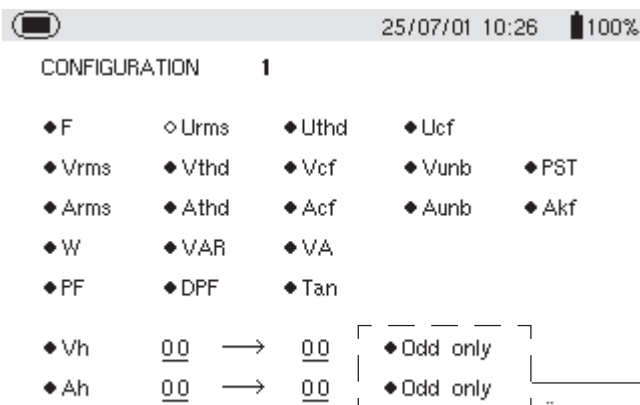 25/07/01 10:26 100%
CONFIGURATION 1
◆F ◇Urms ◆Uthd ◆Ucf
◆Vrms ◆Vthd ◆Vcf ◆Vunb ◆PST
◆Arms ◆Athd ◆Acf ◆Aunb ◆Akf
◆W ◆VAR ◆VA
◆PF ◆DPF ◆Tan
◆Vh 00 → 00 ◆Odd only
◆Ah 00 → 00 ◆Odd only